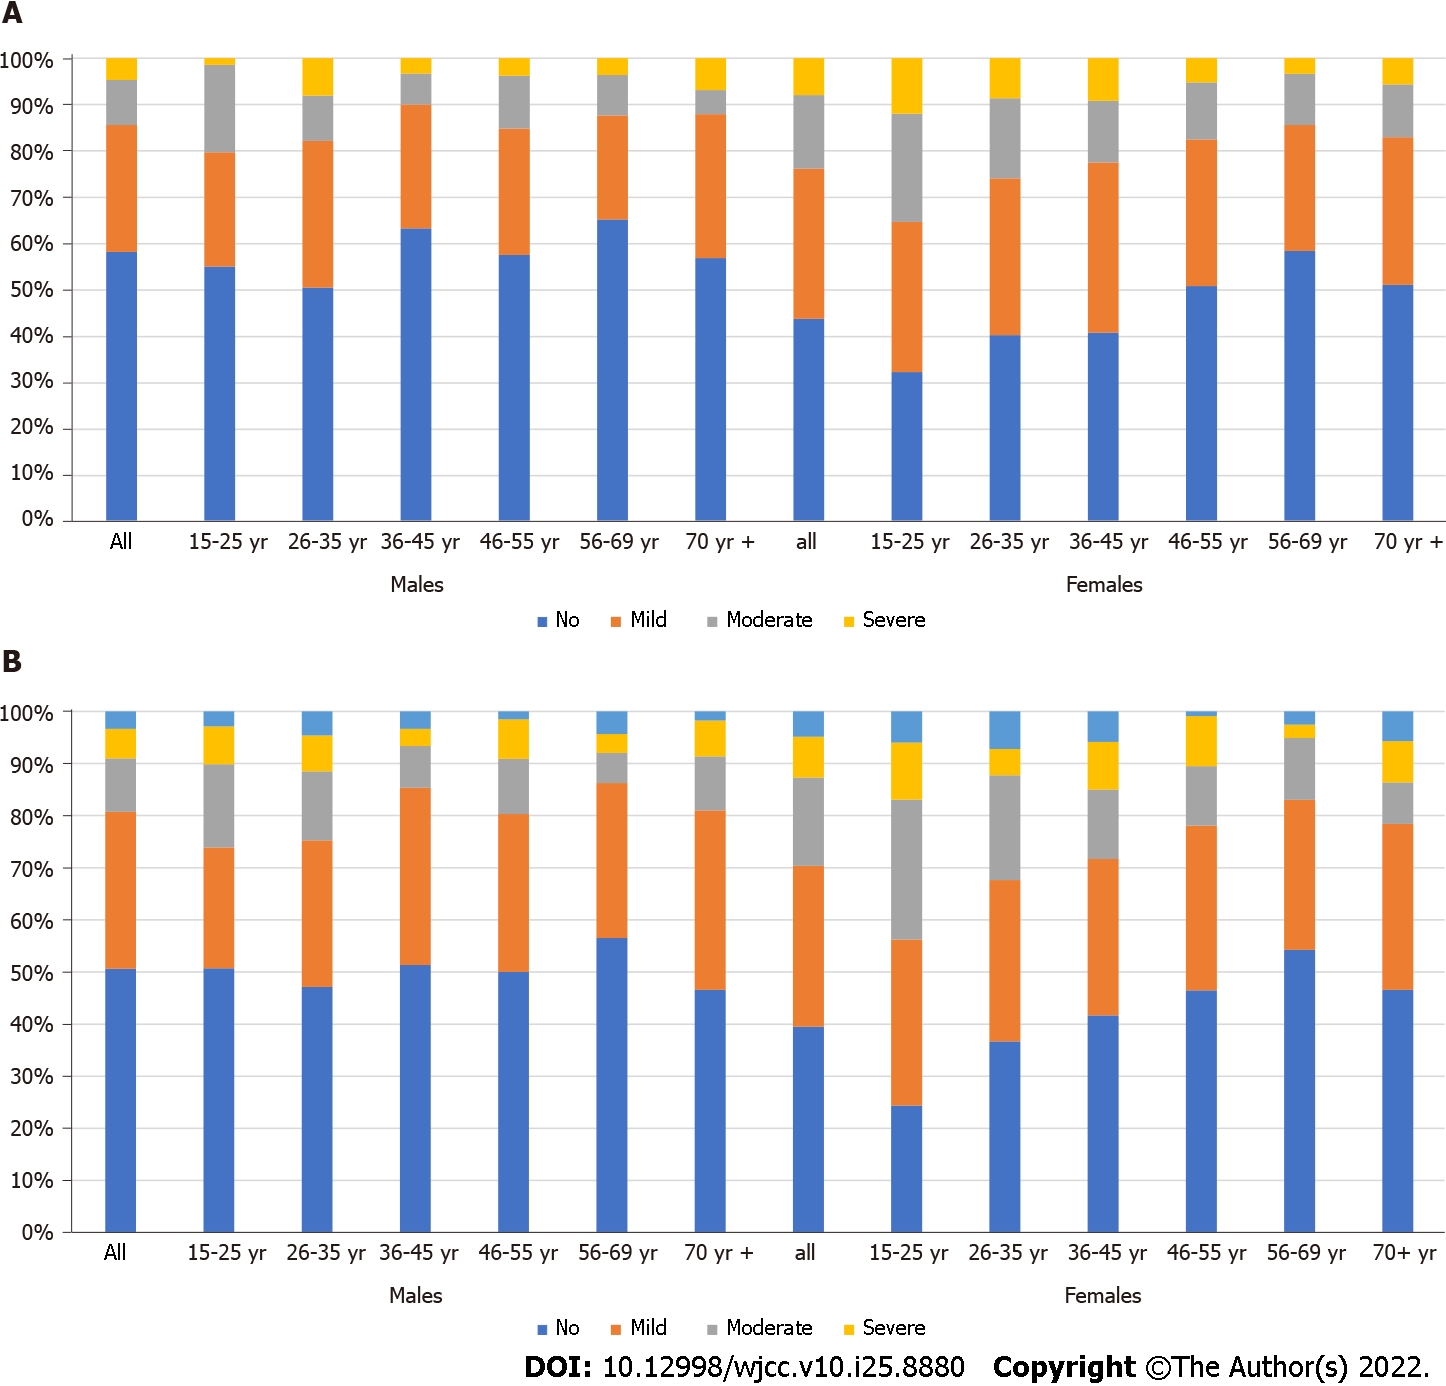 A
100%
90%
80%
70%
60%
50%
40%
30%
20%
10%
0%
All 15-25 yr 26-35 yr 36-45 yr 46-55 yr 56-69 yr 70 yr + all 15-25 yr 26-35 yr 36-45 yr 46-55 yr 56-69 yr 70 yr +
Males Females
No Mild Moderate Severe
B
100%
90%
80%
70%
60%
50%
40%
30%
20%
10%
0%
All 15-25 yr 26-35 yr 36-45 yr 46-55 yr 56-69 yr 70 yr + all 15-25 yr 26-35 yr 36-45 yr 46-55 yr 56-69 yr 70+ yr
Males Females
No Mild Moderate Severe
DOI: 10.12998/wjcc.v10.i25.8880 Copyright ©The Author(s) 2022.